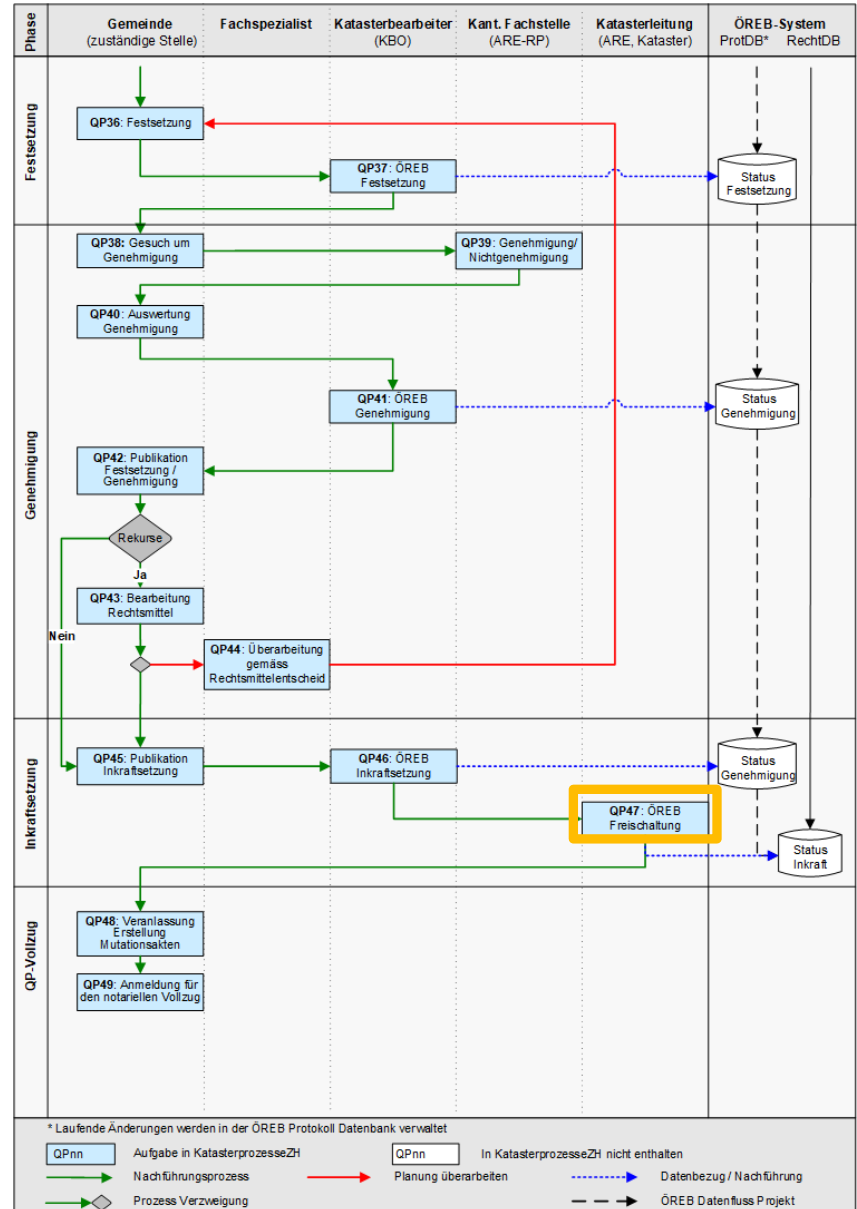 Phase
Gemeinde
(zuständige Stelle)
Fachspezialist
Katasterbearbeiter
(KBO)
Kant. Fachstelle
(ARE-RP)
Katasterleitung
(ARE, Kataster)
ÖREB-System
ProtDB* RechtDB
Festsetzung
QP36: Festsetzung
QP37: ÖREB
Festsetzung
Status
Festsetzung
Genehmigung
QP38: Gesuch um
Genehmigung
QP39: Genehmigung/
Nichtgenehmigung
QP40: Auswertung
Genehmigung
QP41: ÖREB
Genehmigung
Status
Genehmigung
QP42: Publikation
Festsetzung /
Genehmigung
Rekurse
Ja
Nein
QP43: Bearbeitung
Rechtsmittel
QP44: Überarbeitung
gemäss
Rechtsmittelentscheid
Inkraftsetzung
QP45: Publikation
Inkraftsetzung
QP46: ÖREB
Inkraftsetzung
Status
Genehmigung
QP47: ÖREB
Freischaltung
Status
Inkraft
QP-Vollzug
QP48: Veranlassung
Erstellung
Mutationsakten
QP49: Anmeldung für
den notariellen Vollzug
* Laufende Änderungen werden in der ÖREB Protokoll Datenbank verwaltet
QPnn Aufgabe in KatasterprozesseZH
QPnn In KatasterprozesseZH nicht enthalten
Nachführungsprozess
Planung überarbeiten
Datenbezug / Nachführung
Prozess Verzweigung
ÖREB Datenfluss Projekt